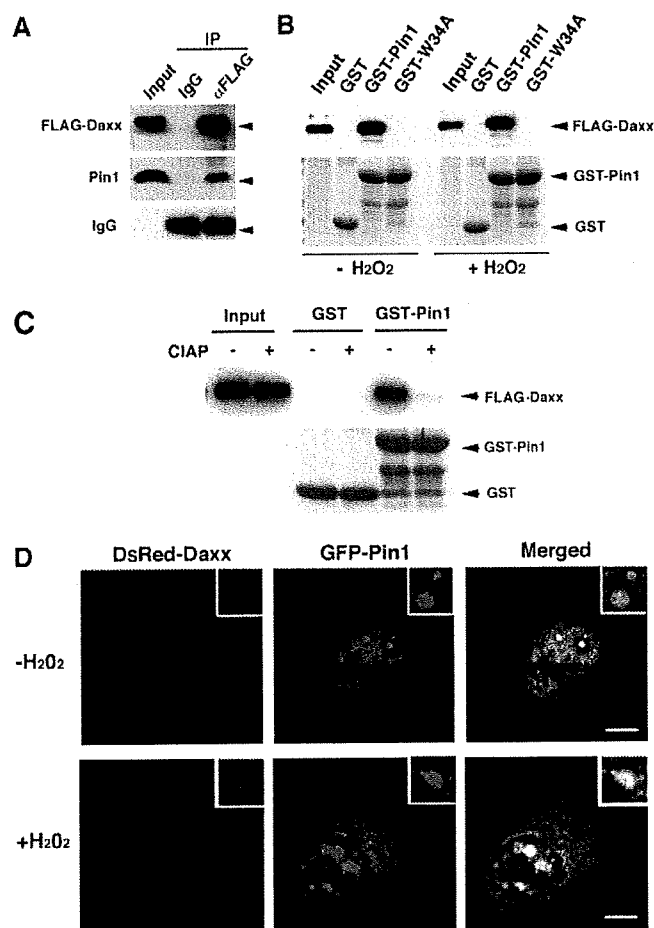 A
IP
Input IgG αFLAG
FLAG-Daxx
Pin1
IgG
B
Input GST GST-Pin1 GST-W34A Input GST GST-Pin1 GST-W34A
FLAG-Daxx
GST-Pin1
GST
- H2O2 + H2O2
C
Input GST GST-Pin1
CIAP - + - + - +
FLAG-Daxx
GST-Pin1
GST
D
DsRed-Daxx GFP-Pin1 Merged
-H2O2
+H2O2